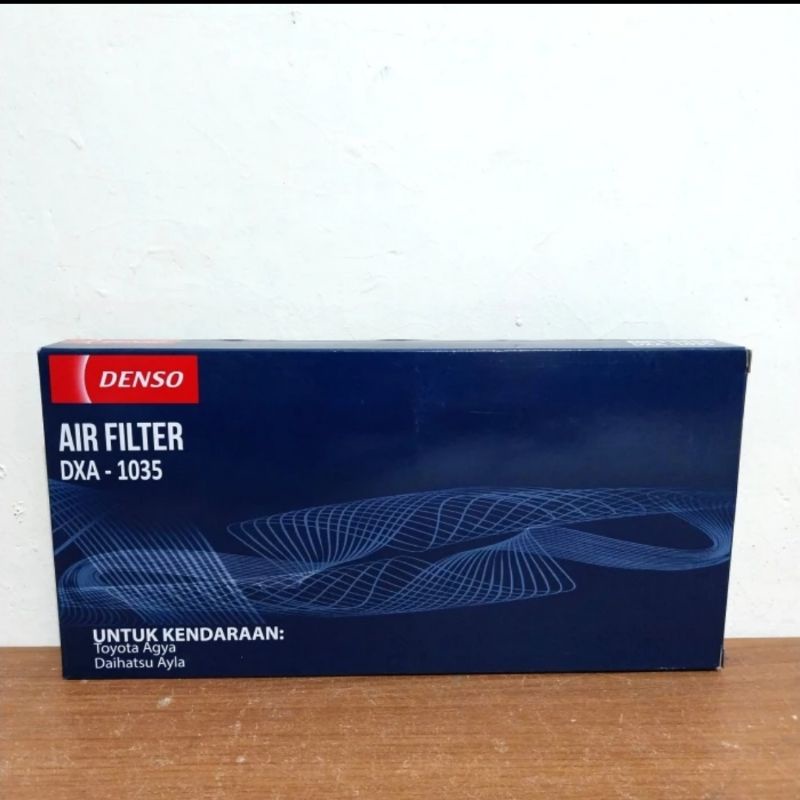 DENSO
AIR FILTER
DXA - 1035
UNTUK KENDARAAN:
Toyota Agya
Daihatsu Ayla